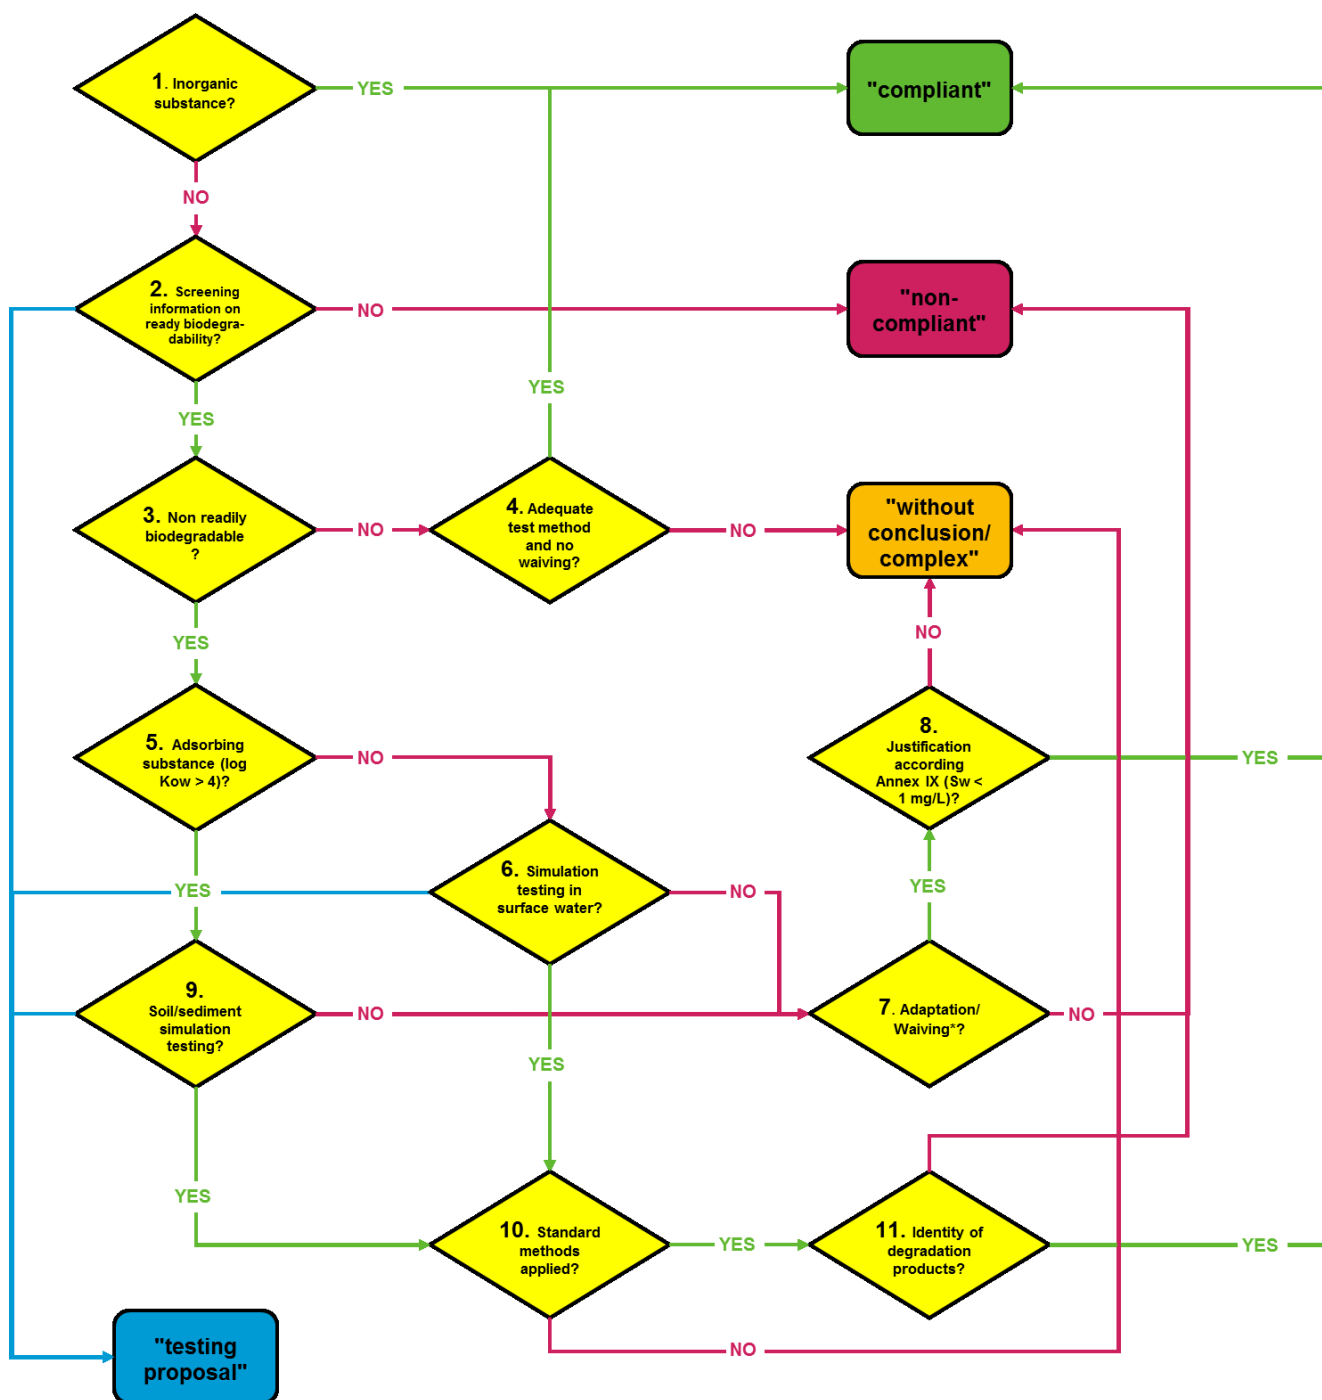 1. Inorganic
substance?
YES
"compliant"
NO
2. Screening
information on
ready biodegra-
dability?
NO
"non-
compliant"
YES
YES
3. Non readily
biodegradable
?
NO
4. Adequate
test method
and no
waiving?
NO
"without
conclusion/
complex"
YES
NO
5. Adsorbing
substance (log
Kow > 4)?
NO
8.
Justification
according
Annex IX (Sw <
1 mg/L)?
YES
YES
6. Simulation
testing in
surface water?
NO
YES
9.
Soil/sediment
simulation
testing?
NO
7. Adaptation/
Waiving*?
NO
YES
YES
10. Standard
methods
applied?
YES
11. Identity of
degradation
products?
YES
NO
"testing
proposal"